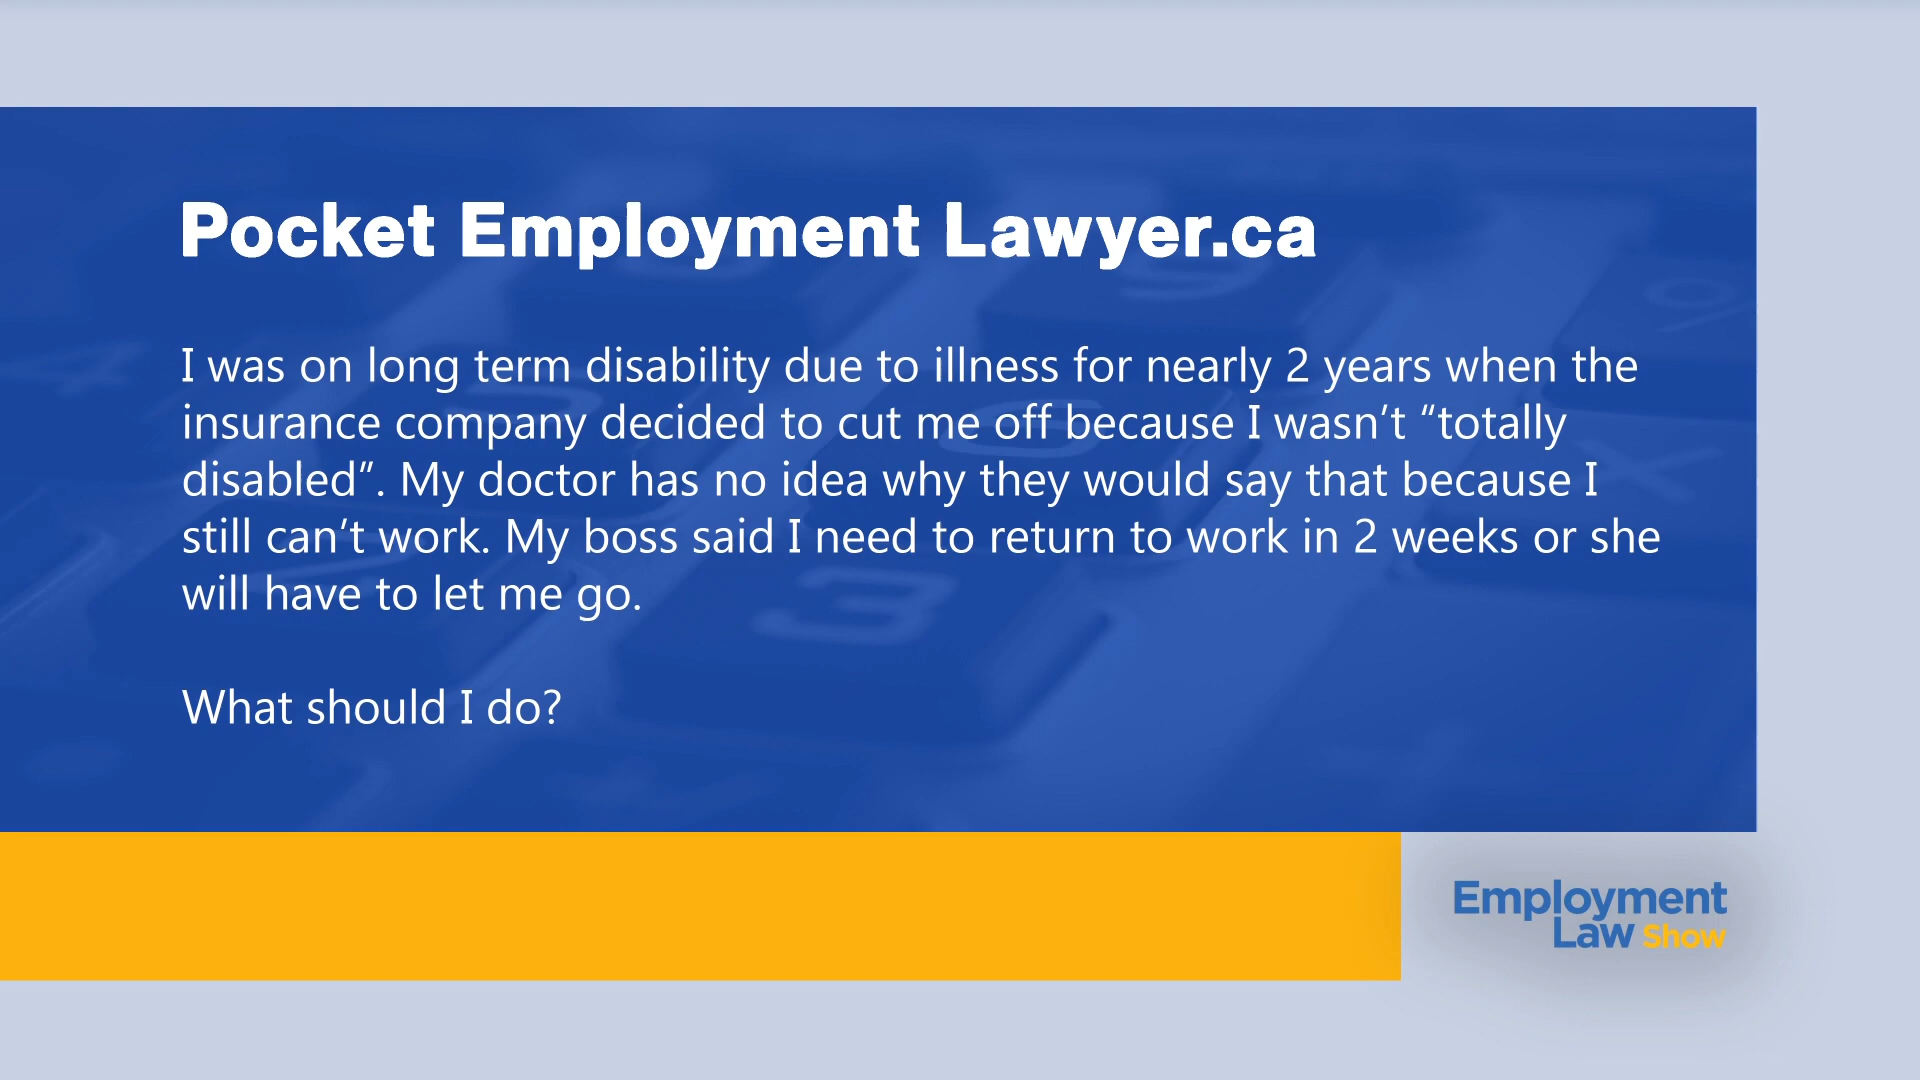 Pocket Employment Lawyer.ca
I was on long term disability due to illness for nearly 2 years when the
insurance company decided to cut me off because I wasn’t “totally
disabled”. My doctor has no idea why they would say that because I
still can’t work. My boss said I need to return to work in 2 weeks or she
will have to let me go.
What should I do?
Employment
Law Show